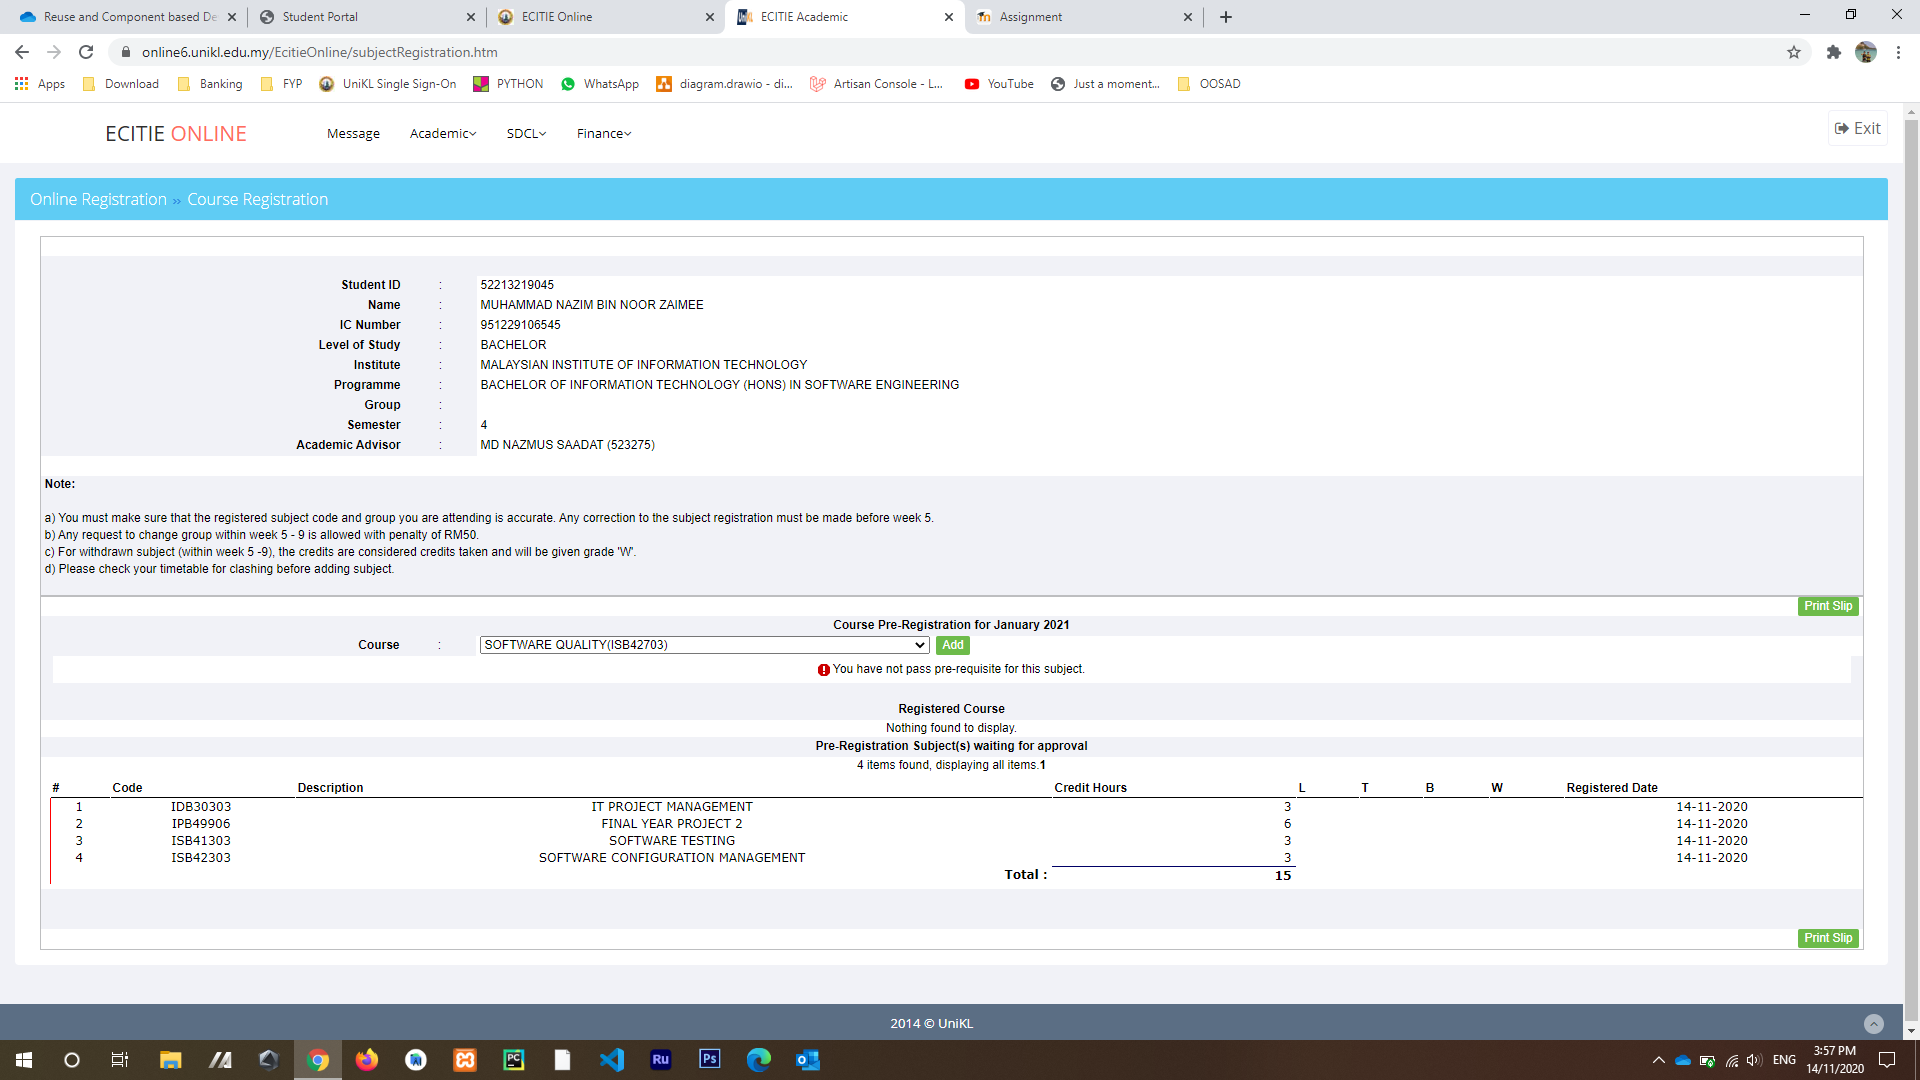 Reuse and Component based De
Student Portal
ECITIE Online
ECITIE Academic
Assignment
online6.unikl.edu.my/EcitieOnline/subjectRegistration.htm
Apps
Download
Banking
FYP
UniKL Single Sign-On
PYTHON
WhatsApp
diagram.drawio - di...
Artisan Console - L...
YouTube
Just a moment...
OOSAD
ECITIE ONLINE
Message
Academic
SDCL
Finance
Exit
Online Registration » Course Registration
Student ID : 52213219045
Name : MUHAMMAD NAZIM BIN NOOR ZAIMEE
IC Number : 951229106545
Level of Study : BACHELOR
Institute : MALAYSIAN INSTITUTE OF INFORMATION TECHNOLOGY
Programme : BACHELOR OF INFORMATION TECHNOLOGY (HONS) IN SOFTWARE ENGINEERING
Group :
Semester : 4
Academic Advisor : MD NAZMUS SAADAT (523275)
Note:
a) You must make sure that the registered subject code and group you are attending is accurate. Any correction to the subject registration must be made before week 5.
b) Any request to change group within week 5 - 9 is allowed with penalty of RM50.
c) For withdrawn subject (within week 5 -9), the credits are considered credits taken and will be given grade 'W'.
d) Please check your timetable for clashing before adding subject.
Print Slip
Course Pre-Registration for January 2021
Course : SOFTWARE QUALITY(ISB42703) Add
You have not pass pre-requisite for this subject.
Registered Course
Nothing found to display.
Pre-Registration Subject(s) waiting for approval
4 items found, displaying all items.1
# Code Description Credit Hours L T B W Registered Date
1 IDB30303 IT PROJECT MANAGEMENT 3 14-11-2020
2 IPB49906 FINAL YEAR PROJECT 2 6 14-11-2020
3 ISB41303 SOFTWARE TESTING 3 14-11-2020
4 ISB42303 SOFTWARE CONFIGURATION MANAGEMENT 3 14-11-2020
Total : 15
Print Slip
2014 © UniKL
PC
Ru
Ps
ENG
3:57 PM
14/11/2020